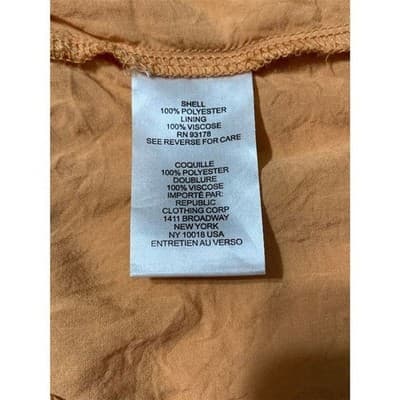 SHELL
100% POLYESTER
LINING
100% VISCOSE
RN 93178
SEE REVERSE FOR CARE
COQUILLE
100% POLYESTER
DOUBLURE
100% VISCOSE
IMPORTÉ PAR:
REPUBLIC
CLOTHING CORP
1411 BROADWAY
NEW YORK
NY 10018 USA
ENTRETIEN AU VERSO